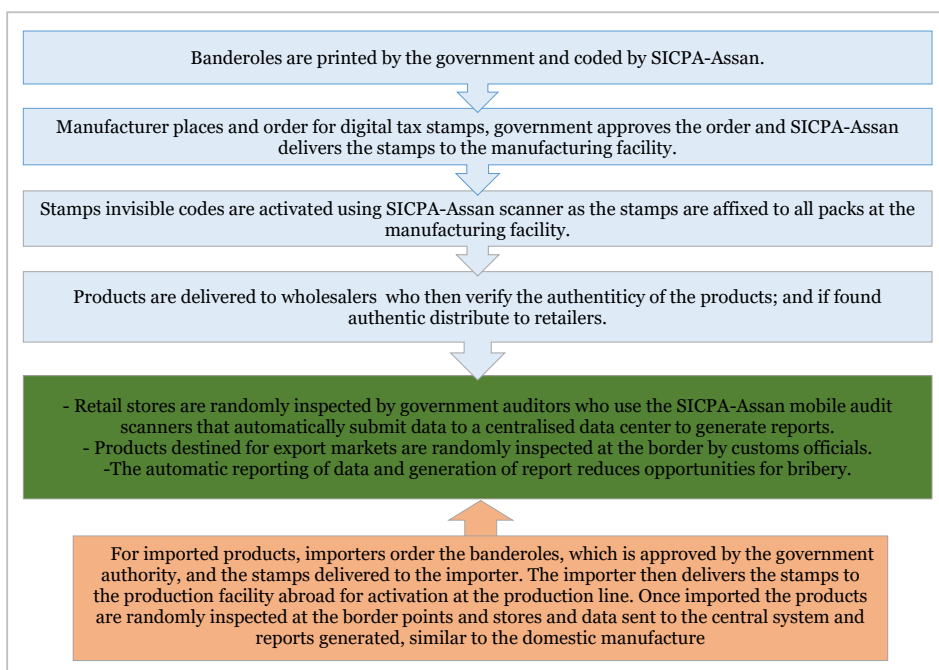 Banderoles are printed by the government and coded by SICPA-Assan.
Manufacturer places and order for digital tax stamps, government approves the order and SICPA-Assan
delivers the stamps to the manufacturing facility.
Stamps invisible codes are activated using SICPA-Assan scanner as the stamps are affixed to all packs at the
manufacturing facility.
Products are delivered to wholesalers who then verify the authentiticy of the products; and if found
authentic distribute to retailers.
- Retail stores are randomly inspected by government auditors who use the SICPA-Assan mobile audit
scanners that automatically submit data to a centralised data center to generate reports.
- Products destined for export markets are randomly inspected at the border by customs officials.
-The automatic reporting of data and generation of report reduces opportunities for bribery.
For imported products, importers order the banderoles, which is approved by the government
authority, and the stamps delivered to the importer. The importer then delivers the stamps to
the production facility abroad for activation at the production line. Once imported the products
are randomly inspected at the border points and stores and data sent to the central system and
reports generated, similar to the domestic manufacture